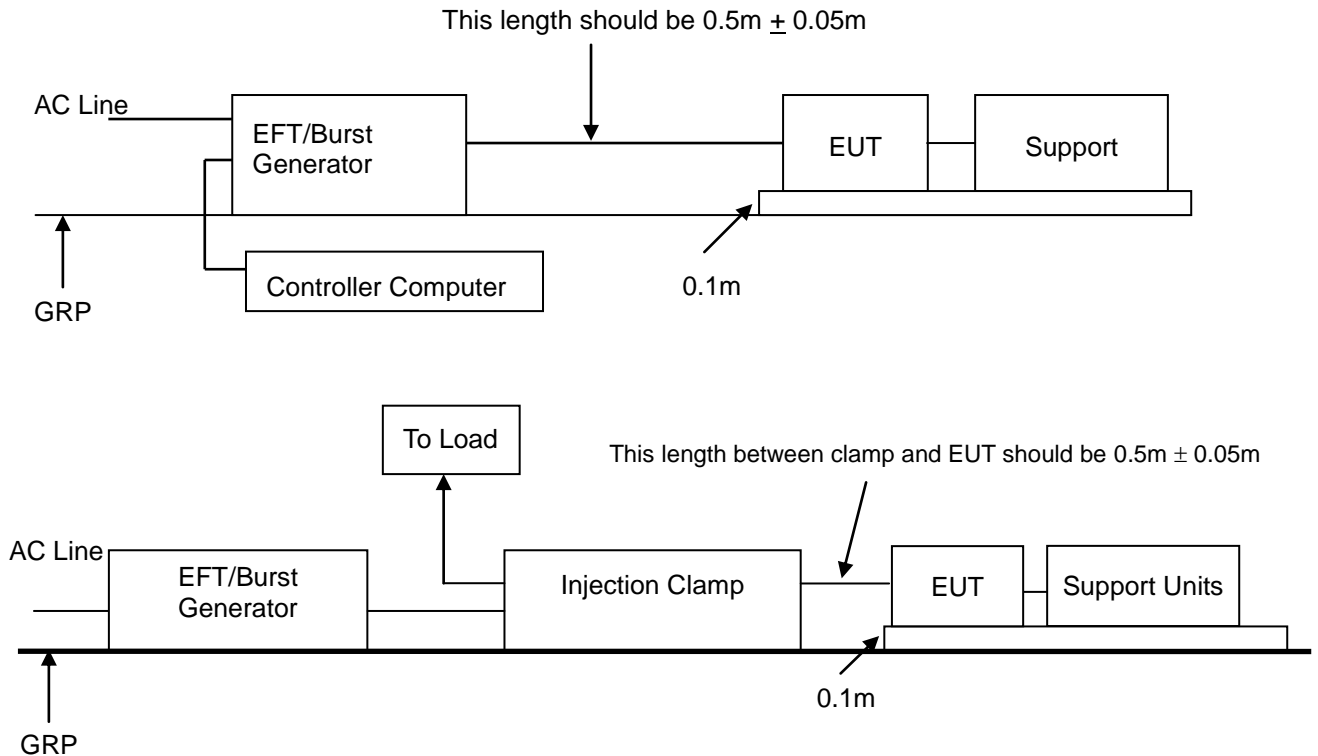 This length should be 0.5m ± 0.05m
AC Line
EFT/Burst
Generator
EUT
Support
Controller Computer
0.1m
GRP
To Load
This length between clamp and EUT should be 0.5m ± 0.05m
AC Line
EFT/Burst
Generator
Injection Clamp
EUT
Support Units
0.1m
GRP